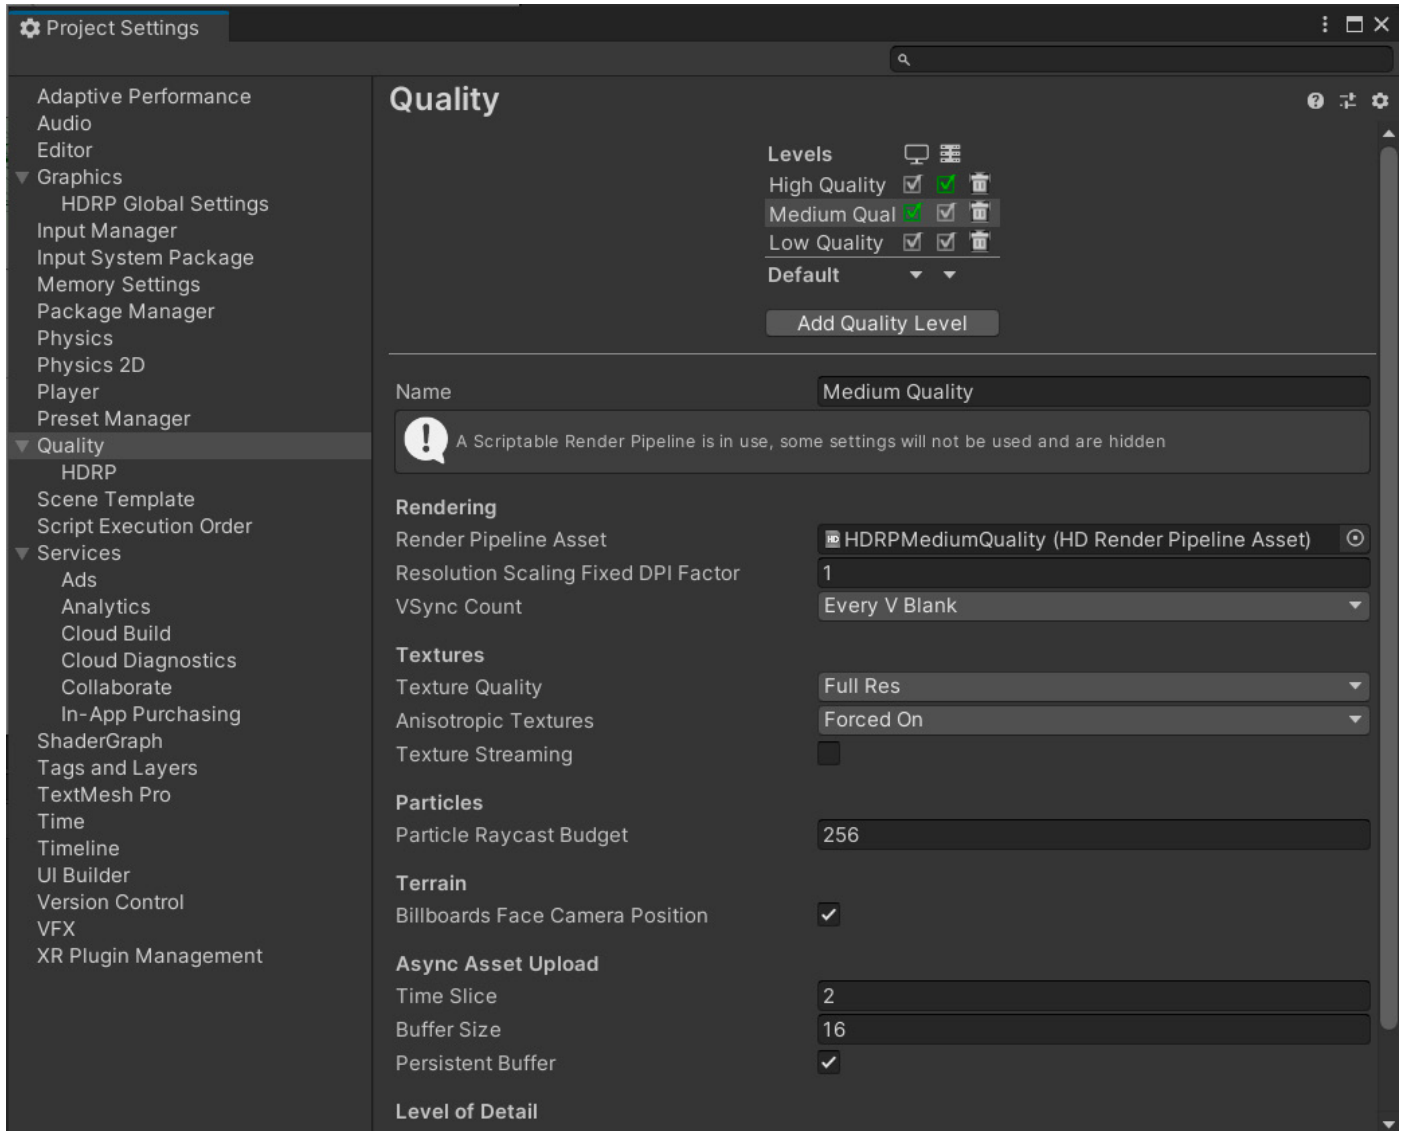 Project Settings
Adaptive Performance
Audio
Editor
Graphics
HDRP Global Settings
Input Manager
Input System Package
Memory Settings
Package Manager
Physics
Physics 2D
Player
Preset Manager
Quality
HDRP
Scene Template
Script Execution Order
Services
Ads
Analytics
Cloud Build
Cloud Diagnostics
Collaborate
In-App Purchasing
ShaderGraph
Tags and Layers
TextMesh Pro
Time
Timeline
UI Builder
Version Control
VFX
XR Plugin Management
Quality
Levels
High Quality
Medium Qual
Low Quality
Default
Add Quality Level
Name Medium Quality
A Scriptable Render Pipeline is in use, some settings will not be used and are hidden
Rendering
Render Pipeline Asset HDRPMediumQuality (HD Render Pipeline Asset)
Resolution Scaling Fixed DPI Factor 1
VSync Count Every V Blank
Textures
Texture Quality Full Res
Anisotropic Textures Forced On
Texture Streaming
Particles
Particle Raycast Budget 256
Terrain
Billboards Face Camera Position
Async Asset Upload
Time Slice 2
Buffer Size 16
Persistent Buffer
Level of Detail